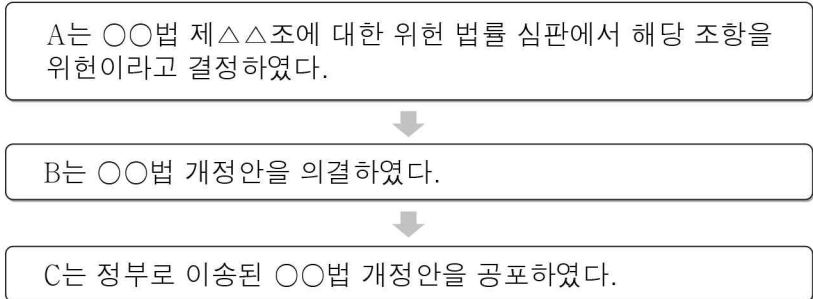 A는 ○○법 제△△조에 대한 위헌 법률 심판에서 해당 조항을
위헌이라고 결정하였다.
B는 ○○법 개정안을 의결하였다.
C는 정부로 이송된 ○○법 개정안을 공포하였다.